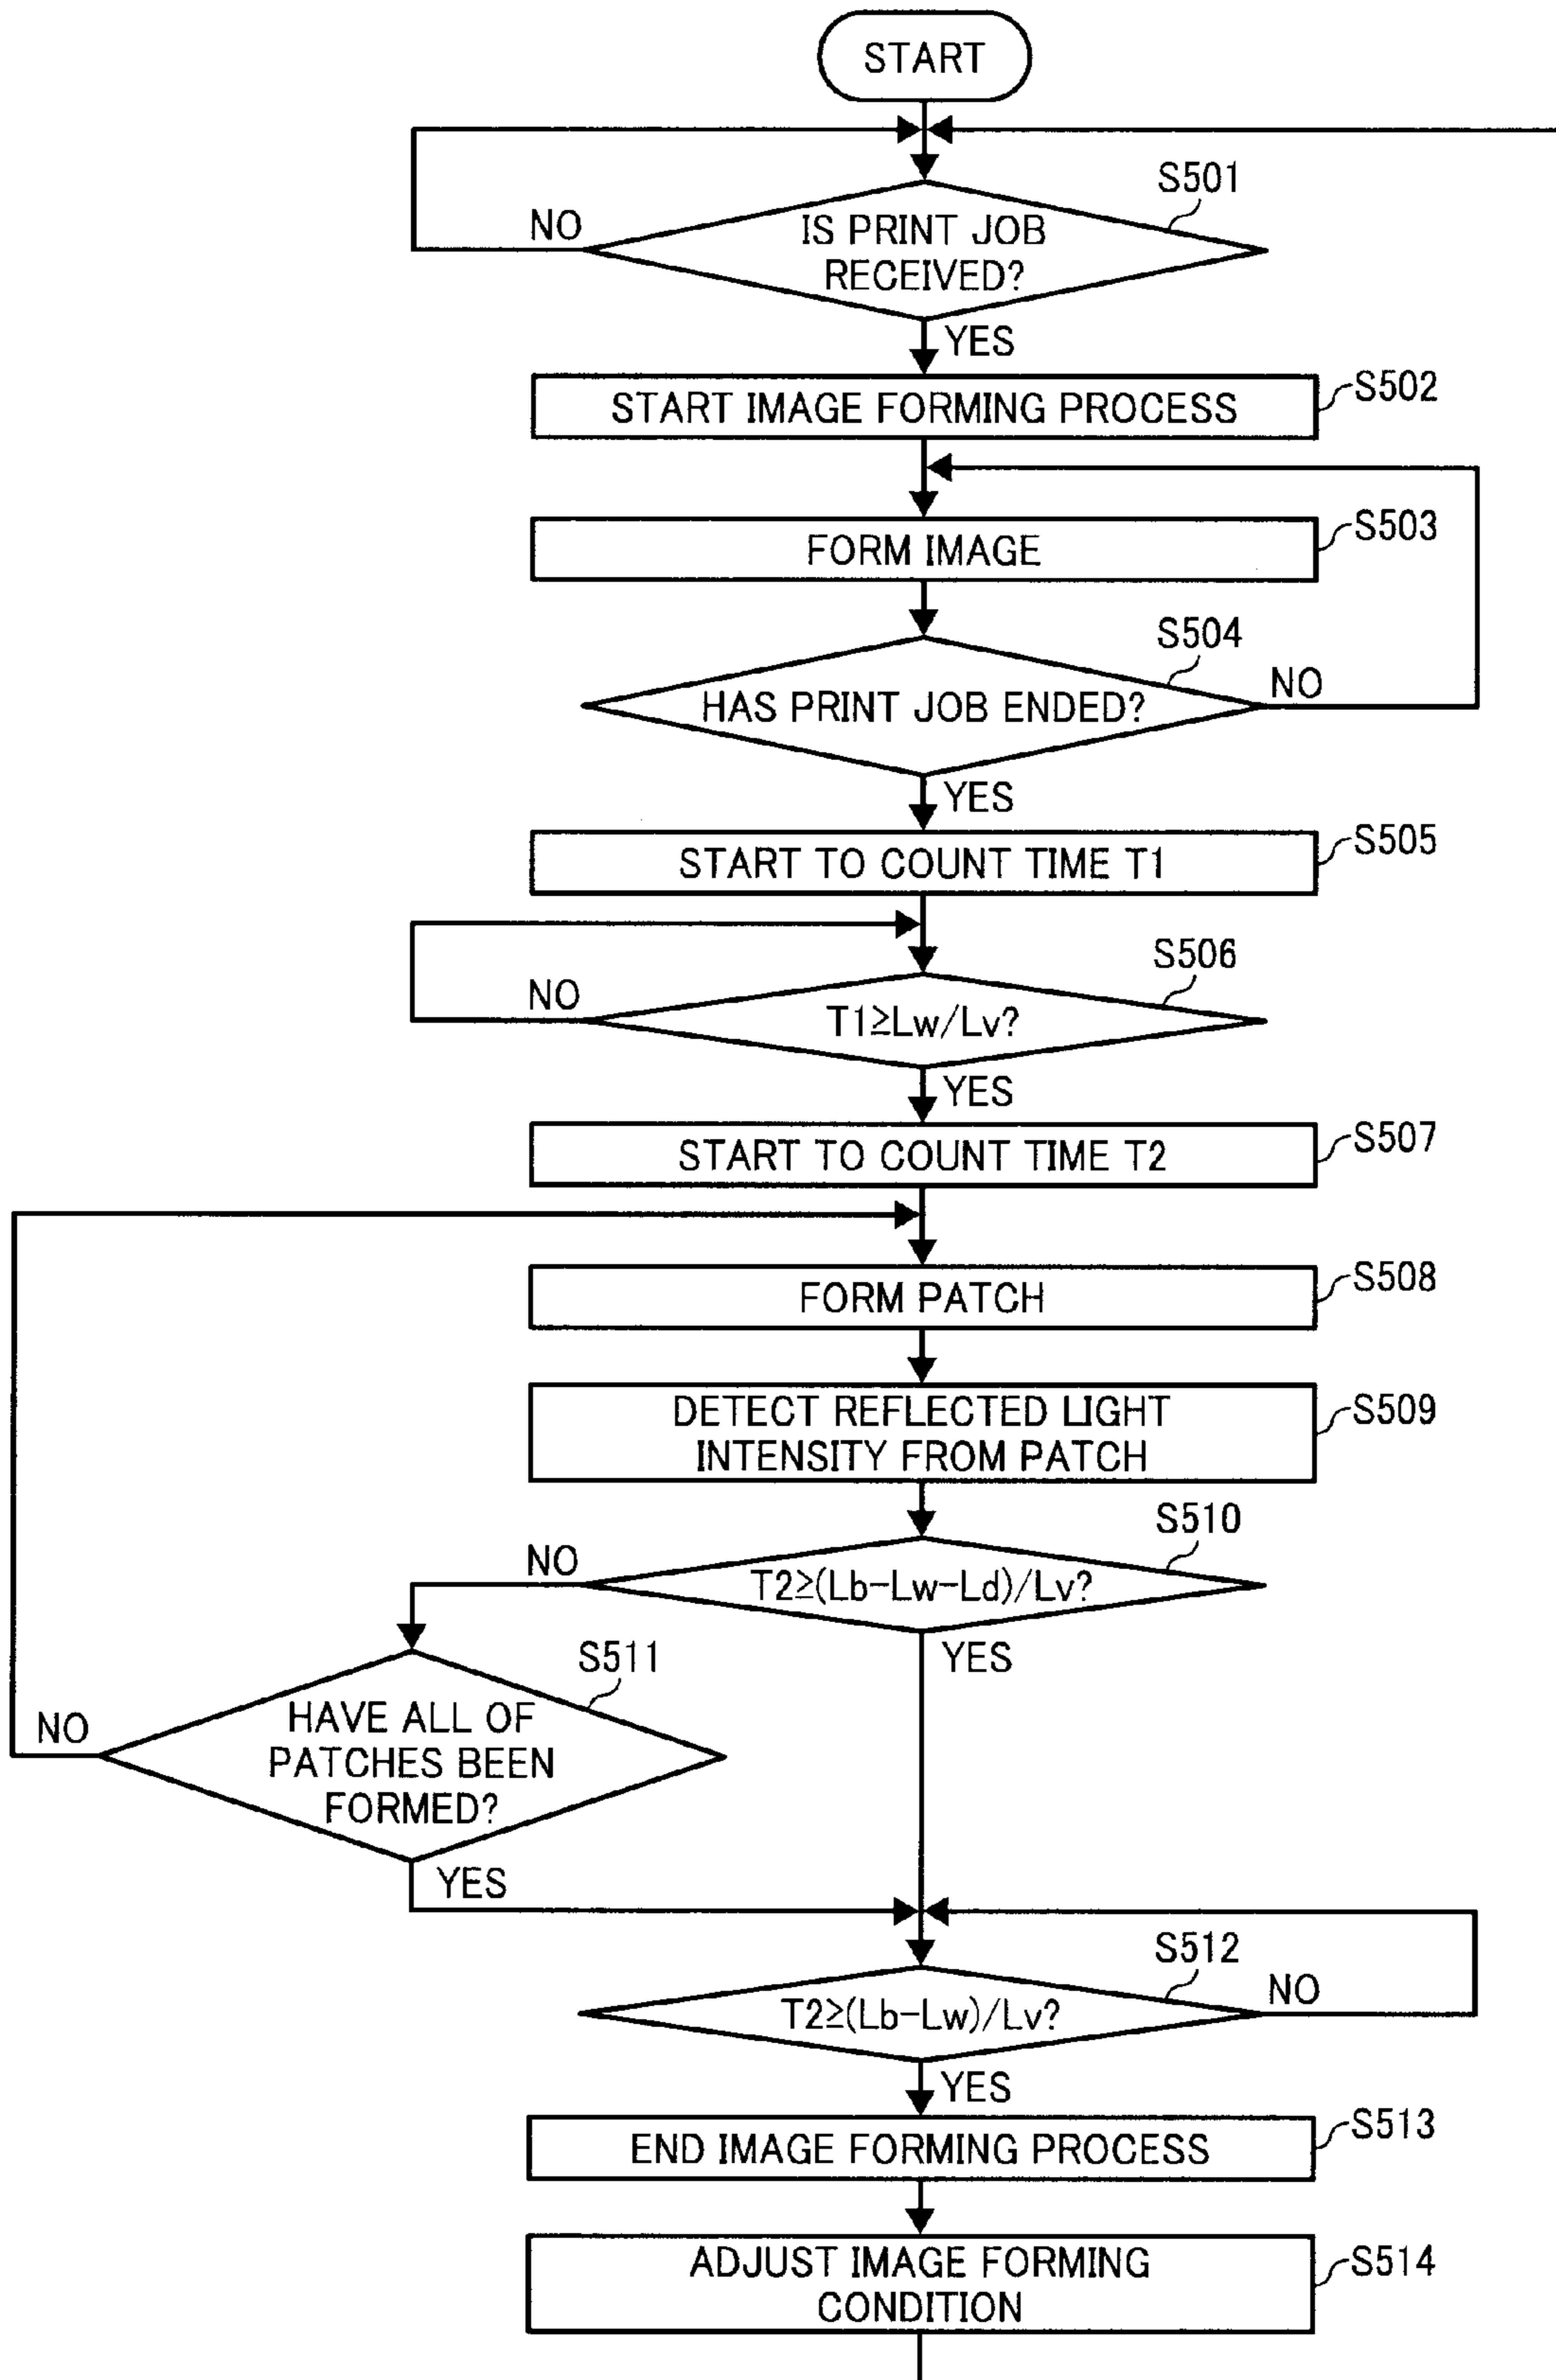 START
S501
NO
IS PRINT JOB
RECEIVED?
YES
START IMAGE FORMING PROCESS
S502
FORM IMAGE
S503
S504
HAS PRINT JOB ENDED?
NO
YES
START TO COUNT TIME T1
S505
S506
NO
T1≥Lw/Lv?
YES
START TO COUNT TIME T2
S507
FORM PATCH
S508
DETECT REFLECTED LIGHT
INTENSITY FROM PATCH
S509
S510
NO
T2≥(Lb-Lw-Ld)/Lv?
YES
S511
NO
HAVE ALL OF
PATCHES BEEN
FORMED?
YES
S512
NO
T2≥(Lb-Lw)/Lv?
YES
END IMAGE FORMING PROCESS
S513
ADJUST IMAGE FORMING
CONDITION
S514